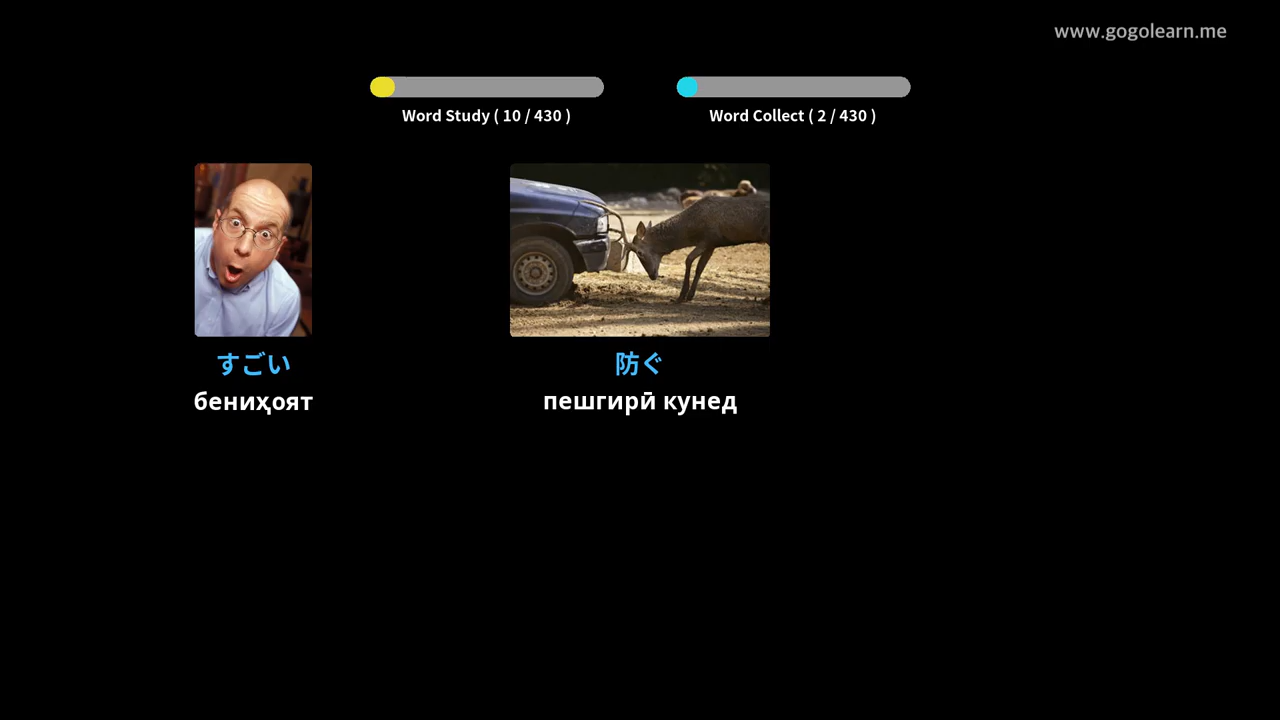 www.gogolearn.me
Word Study ( 10 / 430 )
Word Collect ( 2 / 430 )
すごい
бениҳоят
防ぐ
пешгирӣ кунед